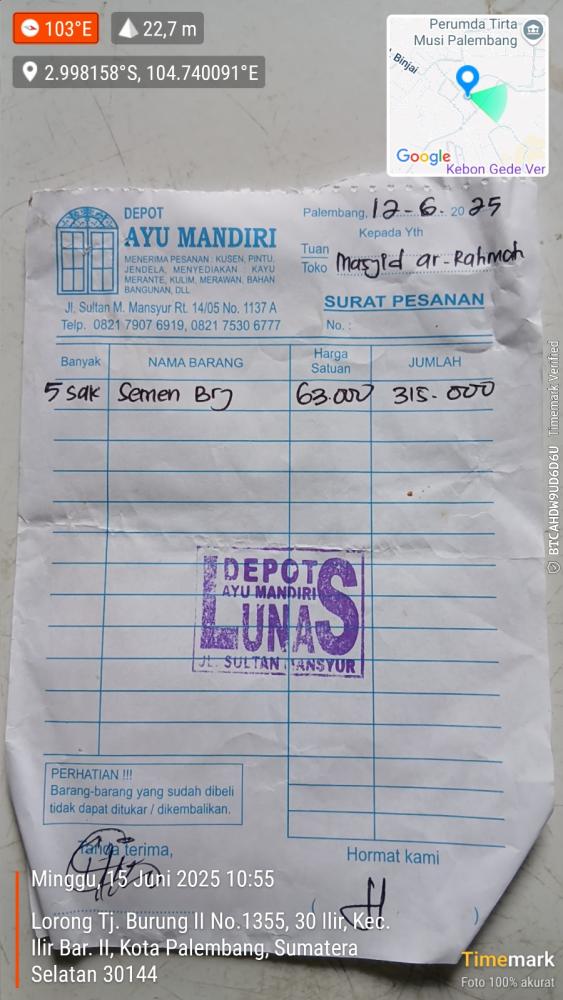 103°E
22,7 m
2.998158°S, 104.740091°E
Perumda Tirta
Musi Palembang
Binjai
Google
Kebon Gede Ver
DEPOT
AYU MANDIRI
MENERIMA PESANAN : KUSEN, PINTU,
JENDELA, MENYEDIAKAN : KAYU
MERANTE, KULIM, MERAWAN, BAHAN
BANGUNAN, DLL
Jl. Sultan M. Mansyur Rt. 14/05 No. 1137 A
Telp. 0821 7907 6919, 0821 7530 6777
Palembang, 12-6-2025
Kepada Yth
Tuan
Toko Masjid ar-Rahmah
SURAT PESANAN
No. :
Banyak NAMA BARANG Harga Satuan JUMLAH
5 sak Semen Brj 63.000 315.000
DEPOT
AYU MANDIRI
LUNAS
JL. SULTAN MANSYUR
PERHATIAN !!!
Barang-barang yang sudah dibeli
tidak dapat ditukar / dikembalikan.
Tanda terima,
Hormat kami
( )
Minggu, 15 Juni 2025 10:55
Lorong Tj. Burung II No.1355, 30 Ilir, Kec.
Ilir Bar. II, Kota Palembang, Sumatera
Selatan 30144
Timemark
Foto 100% akurat
BTCAHDW9UD6D6U Timemark Verified